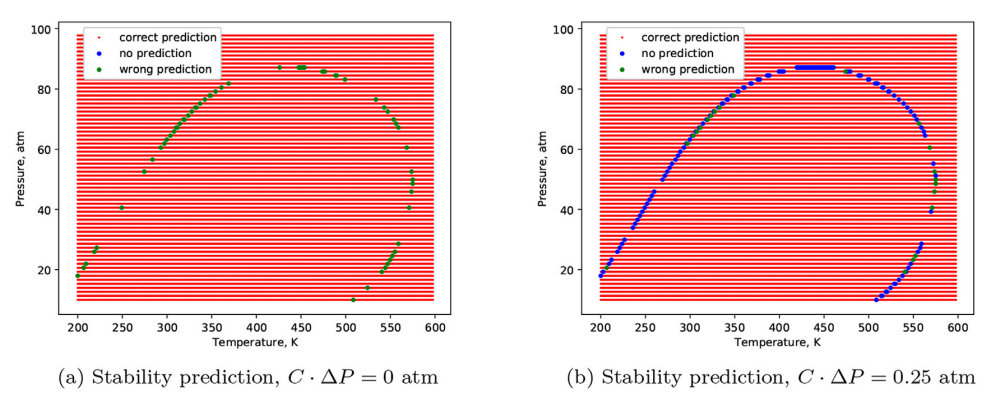 100
80
60
40
20
Pressure, atm
correct prediction
no prediction
wrong prediction
200 250 300 350 400 450 500 550 600
Temperature, K
(a) Stability prediction, C · ΔP = 0 atm
100
80
60
40
20
Pressure, atm
correct prediction
no prediction
wrong prediction
200 250 300 350 400 450 500 550 600
Temperature, K
(b) Stability prediction, C · ΔP = 0.25 atm